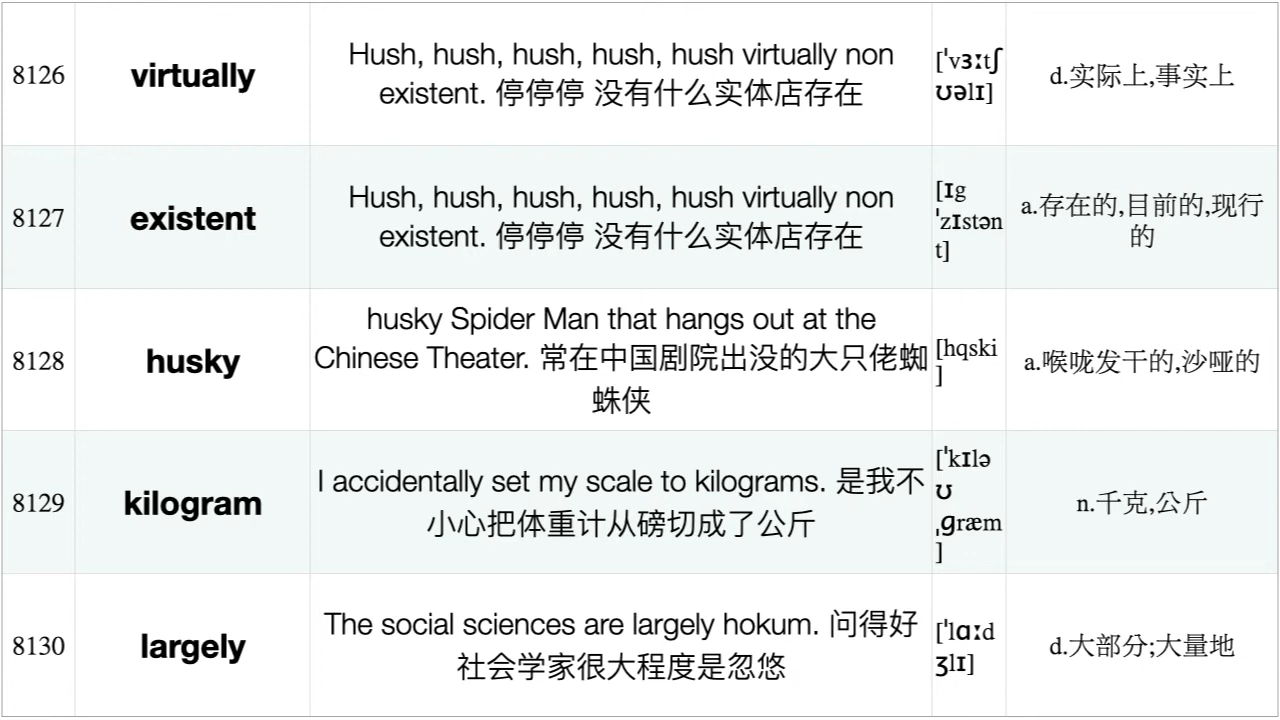 8126
virtually
Hush, hush, hush, hush, hush virtually non
existent. 停停停 没有什么实体店存在
[ˈvɜːtʃ
ʊəlɪ]
d.实际上,事实上
8127
existent
Hush, hush, hush, hush, hush virtually non
existent. 停停停 没有什么实体店存在
[ɪg
ˈzɪstən
t]
a.存在的,目前的,现行
的
8128
husky
husky Spider Man that hangs out at the
Chinese Theater. 常在中国剧院出没的大只佬蜘
蛛侠
[hqski
]
a.喉咙发干的,沙哑的
8129
kilogram
I accidentally set my scale to kilograms. 是我不
小心把体重计从磅切成了公斤
[ˈkɪlə
ʊ
ˌɡræm
]
n.千克,公斤
8130
largely
The social sciences are largely hokum. 问得好
社会学家很大程度是忽悠
[ˈlɑːd
ʒlɪ]
d.大部分;大量地